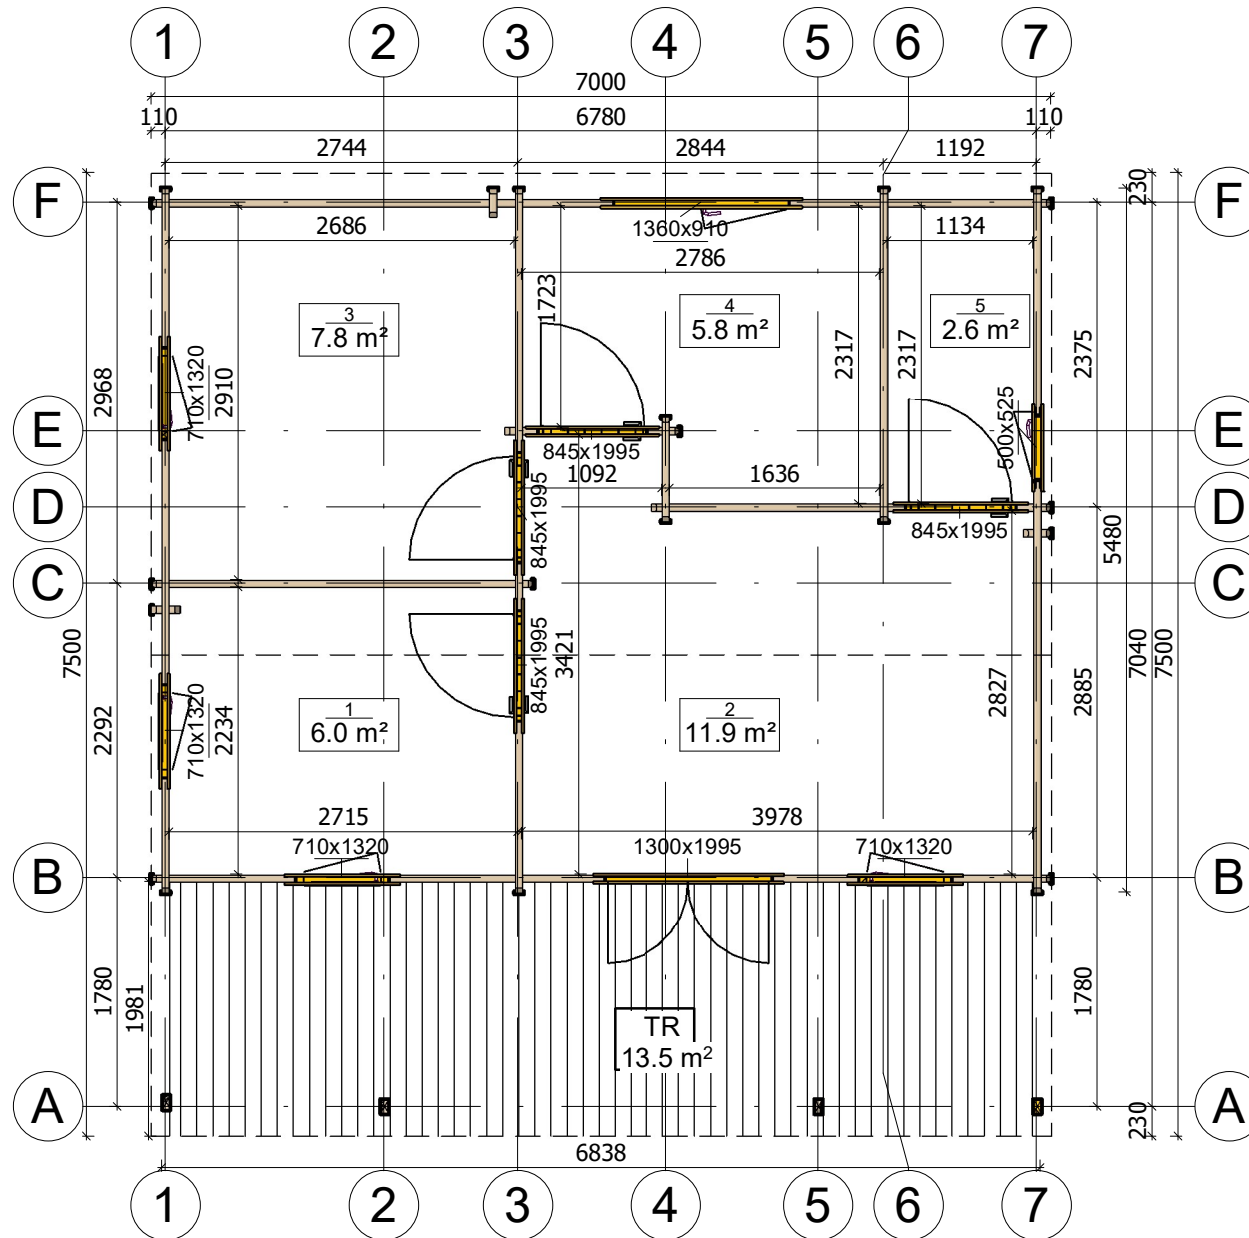 1 2 3 4 5 6 7
7000
110 6780 110
2744 2844 1192
F F
230
2686 1360x910 1134
2786
1723
3
7.8 m²
4
5.8 m²
5
2.6 m²
710x1320 2910 2968
2317 2317 2375
500x525
E E
845x1995
1092 1636
845x1995
D D
845x1995
5480
C C
7500
845x1995 3421
7040 7500
710x1320 2234 2292
1
6.0 m²
2
11.9 m²
2827 2885
2715 3978
710x1320 1300x1995 710x1320
B B
1780 1981
1780
TR
13.5 m²
A A
230
6838
1 2 3 4 5 6 7